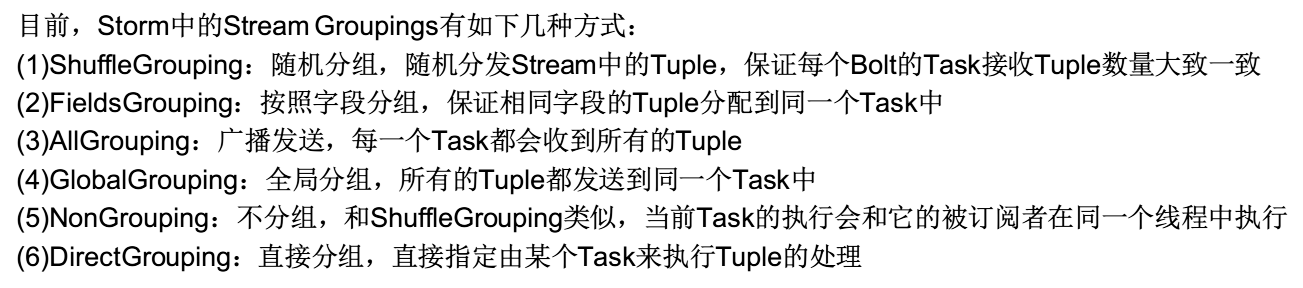 目前，Storm中的Stream Groupings有如下几种方式：
(1)ShuffleGrouping：随机分组，随机分发Stream中的Tuple，保证每个Bolt的Task接收Tuple数量大致一致
(2)FieldsGrouping：按照字段分组，保证相同字段的Tuple分配到同一个Task中
(3)AllGrouping：广播发送，每一个Task都会收到所有的Tuple
(4)GlobalGrouping：全局分组，所有的Tuple都发送到同一个Task中
(5)NonGrouping：不分组，和ShuffleGrouping类似，当前Task的执行会和它的被订阅者在同一个线程中执行
(6)DirectGrouping：直接分组，直接指定由某个Task来执行Tuple的处理